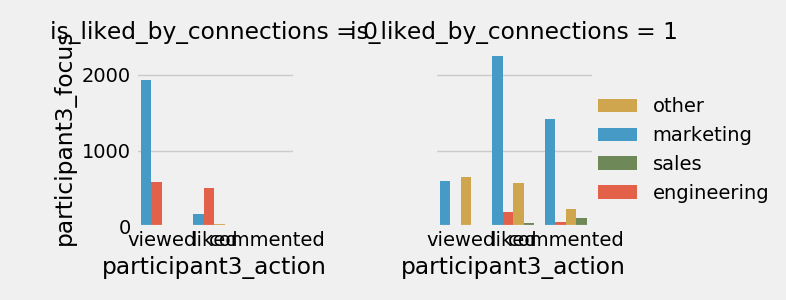 is_liked_by_connections = 0
is_liked_by_connections = 1
participant3_focus
2000
1000
0
viewed
liked
commented
participant3_action
viewed
liked
commented
participant3_action
other
marketing
sales
engineering